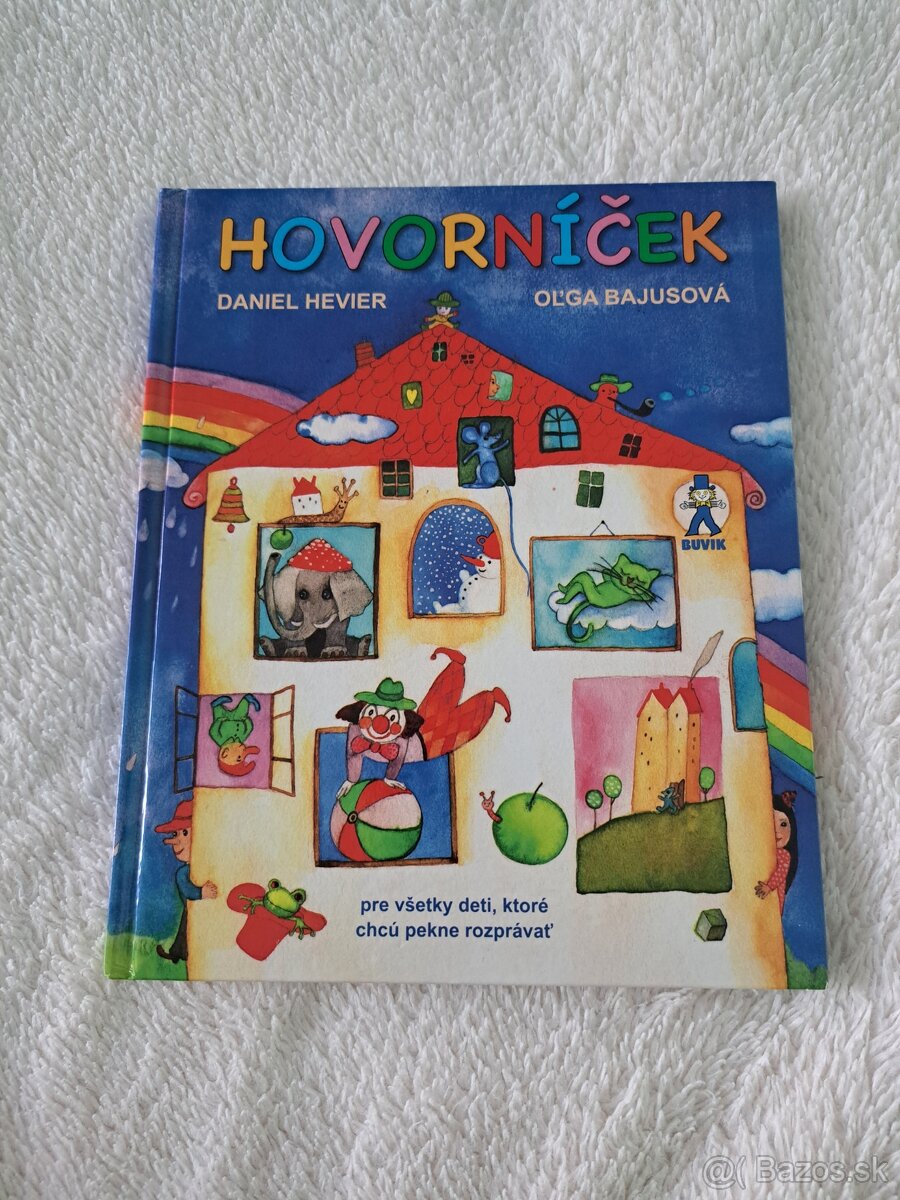 HOVORNÍČEK
DANIEL HEVIER
OĽGA BAJUSOVÁ
BUVIK
pre všetky deti, ktoré
chcú pekne rozprávať
@( Bazos.sk